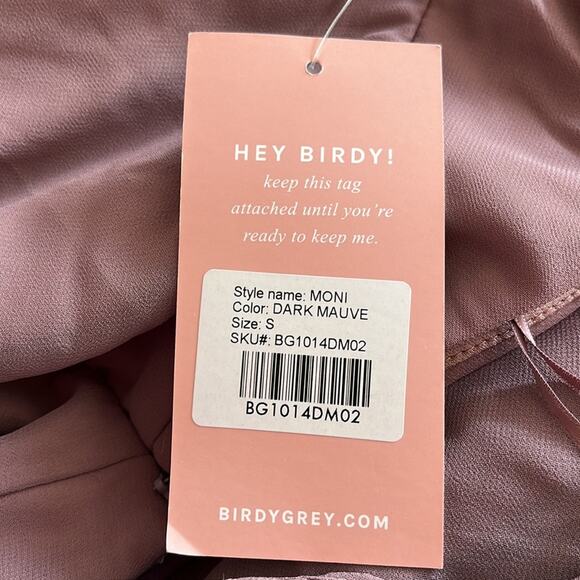 HEY BIRDY!
keep this tag
attached until you're
ready to keep me.
Style name: MONI
Color: DARK MAUVE
Size: S
SKU#: BG1014DM02
BG1014DM02
BIRDYGREY.COM